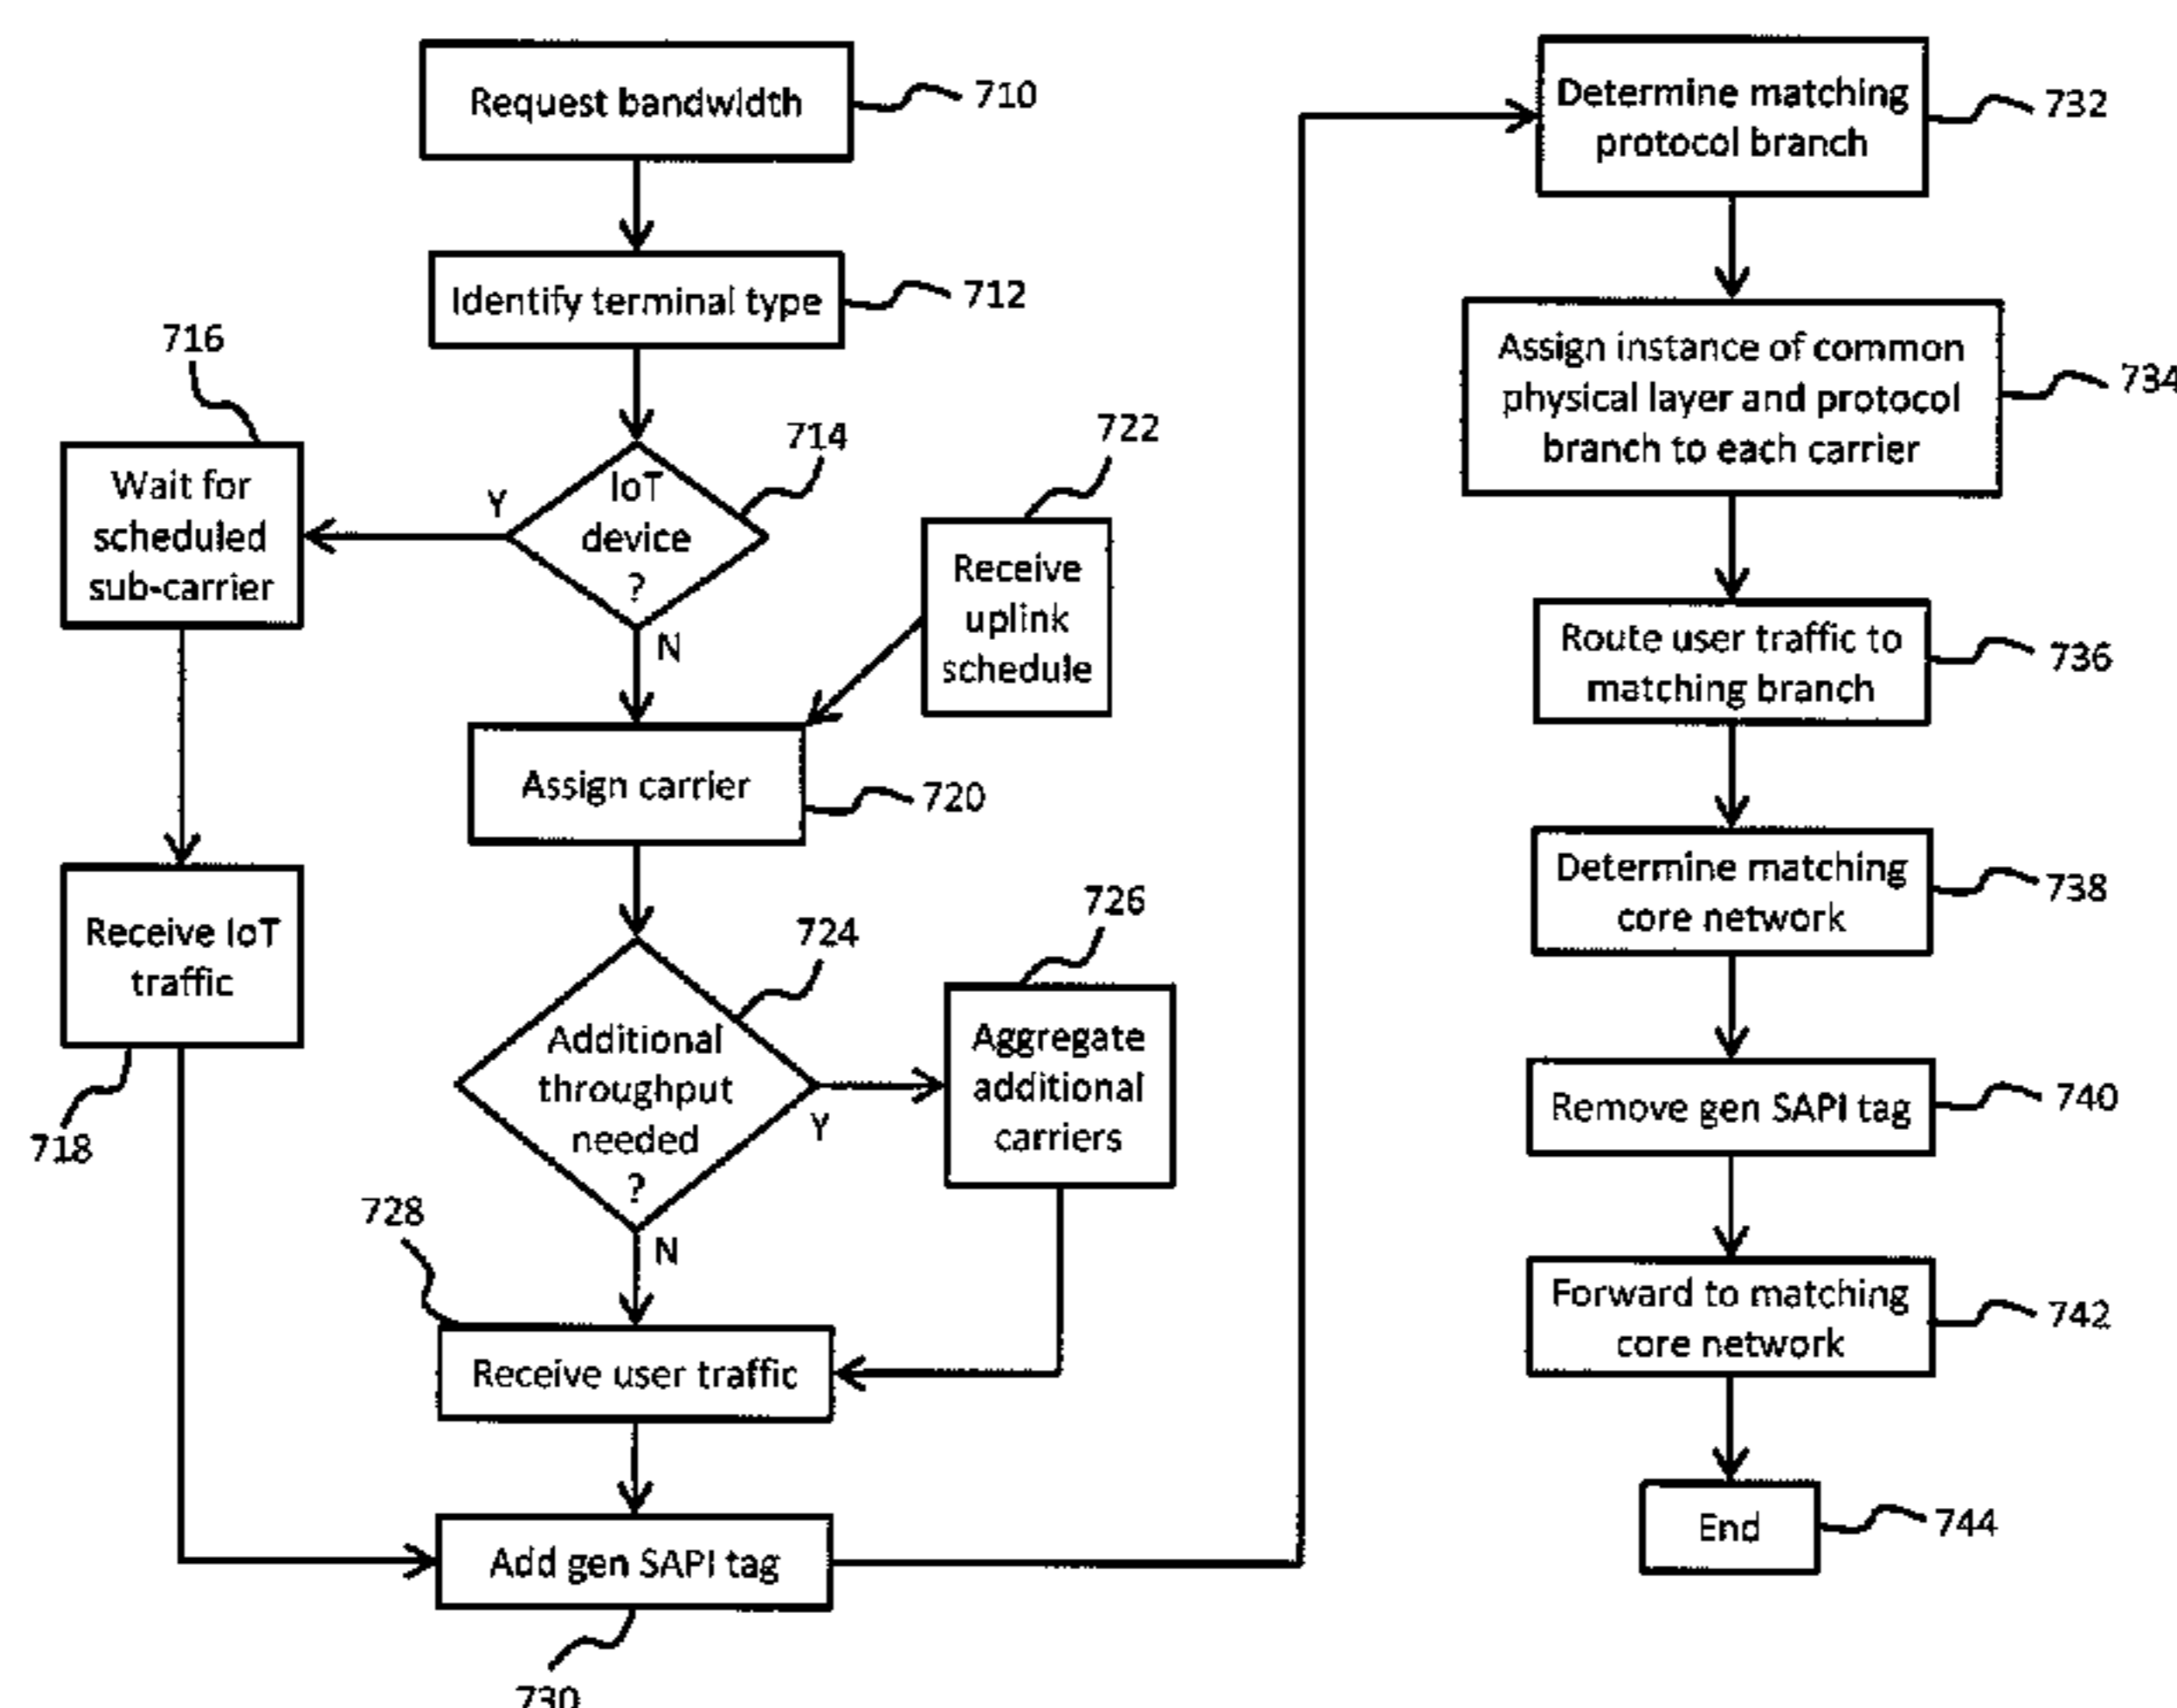 Request bandwidth
710
Identify terminal type
712
IoT
device
?
714
Y
N
716
Wait for
scheduled
sub-carrier
Receive IoT
traffic
718
722
Receive
uplink
schedule
Assign carrier
720
Additional
throughput
needed
?
724
Y
N
726
Aggregate
additional
carriers
728
Receive user traffic
Add gen SAPI tag
730
Determine matching
protocol branch
732
Assign instance of common
physical layer and protocol
branch to each carrier
734
Route user traffic to
matching branch
736
Determine matching
core network
738
Remove gen SAPI tag
740
Forward to matching
core network
742
End
744